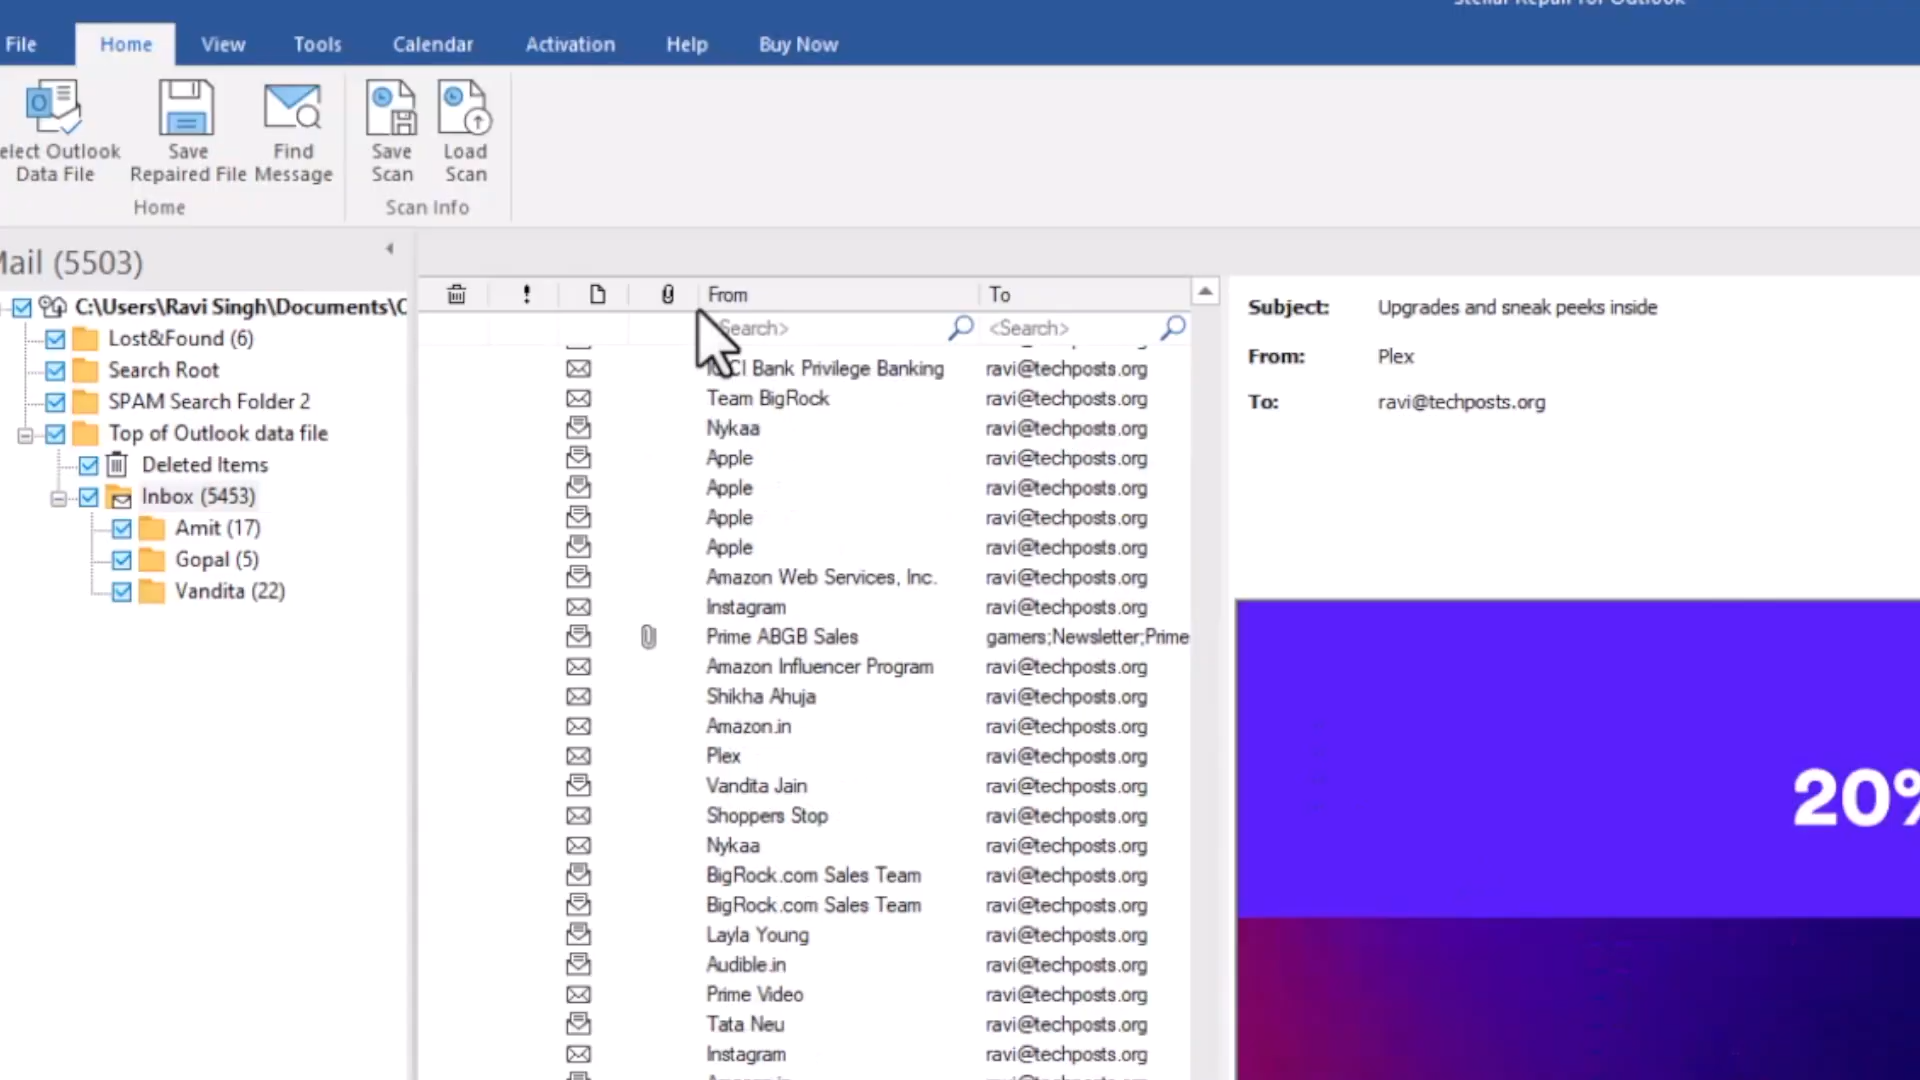 Stellar Repair for Outlook
File Home View Tools Calendar Activation Help Buy Now
elect Outlook
Data File
Save
Repaired File
Find
Message
Save
Scan
Load
Scan
Home
Scan Info
Mail (5503)
C:\Users\Ravi Singh\Documents\O
Lost&Found (6)
Search Root
SPAM Search Folder 2
Top of Outlook data file
Deleted Items
Inbox (5453)
Amit (17)
Gopal (5)
Vandita (22)
From To
Search> <Search>
Bank Privilege Banking ravi@techposts.org
Team BigRock ravi@techposts.org
Nykaa ravi@techposts.org
Apple ravi@techposts.org
Apple ravi@techposts.org
Apple ravi@techposts.org
Apple ravi@techposts.org
Amazon Web Services, Inc. ravi@techposts.org
Instagram ravi@techposts.org
Prime ABGB Sales gamers;Newsletter;Prime
Amazon Influencer Program ravi@techposts.org
Shikha Ahuja ravi@techposts.org
Amazon.in ravi@techposts.org
Plex ravi@techposts.org
Vandita Jain ravi@techposts.org
Shoppers Stop ravi@techposts.org
Nykaa ravi@techposts.org
BigRock.com Sales Team ravi@techposts.org
BigRock.com Sales Team ravi@techposts.org
Layla Young ravi@techposts.org
Audible.in ravi@techposts.org
Prime Video ravi@techposts.org
Tata Neu ravi@techposts.org
Instagram ravi@techposts.org
Subject: Upgrades and sneak peeks inside
From: Plex
To: ravi@techposts.org
20%